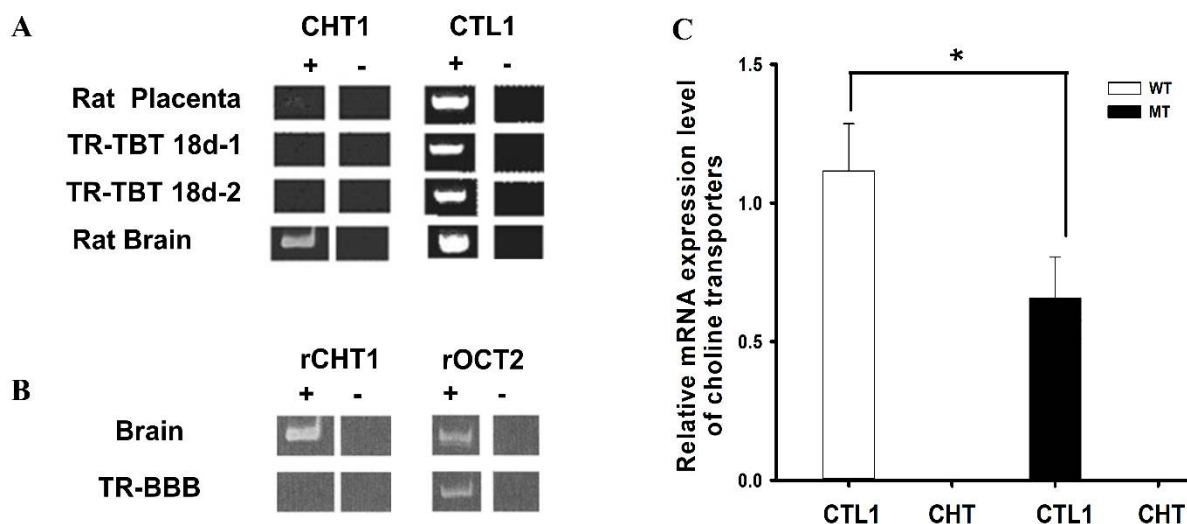 A
CHT1 CTL1
+ - + -
Rat Placenta
TR-TBT 18d-1
TR-TBT 18d-2
Rat Brain
B
rCHT1 rOCT2
+ - + -
Brain
TR-BBB
C
Relative mRNA expression level
of choline transporters
1.5
1.0
0.5
0.0
*
WT
MT
CTL1 CHT CTL1 CHT